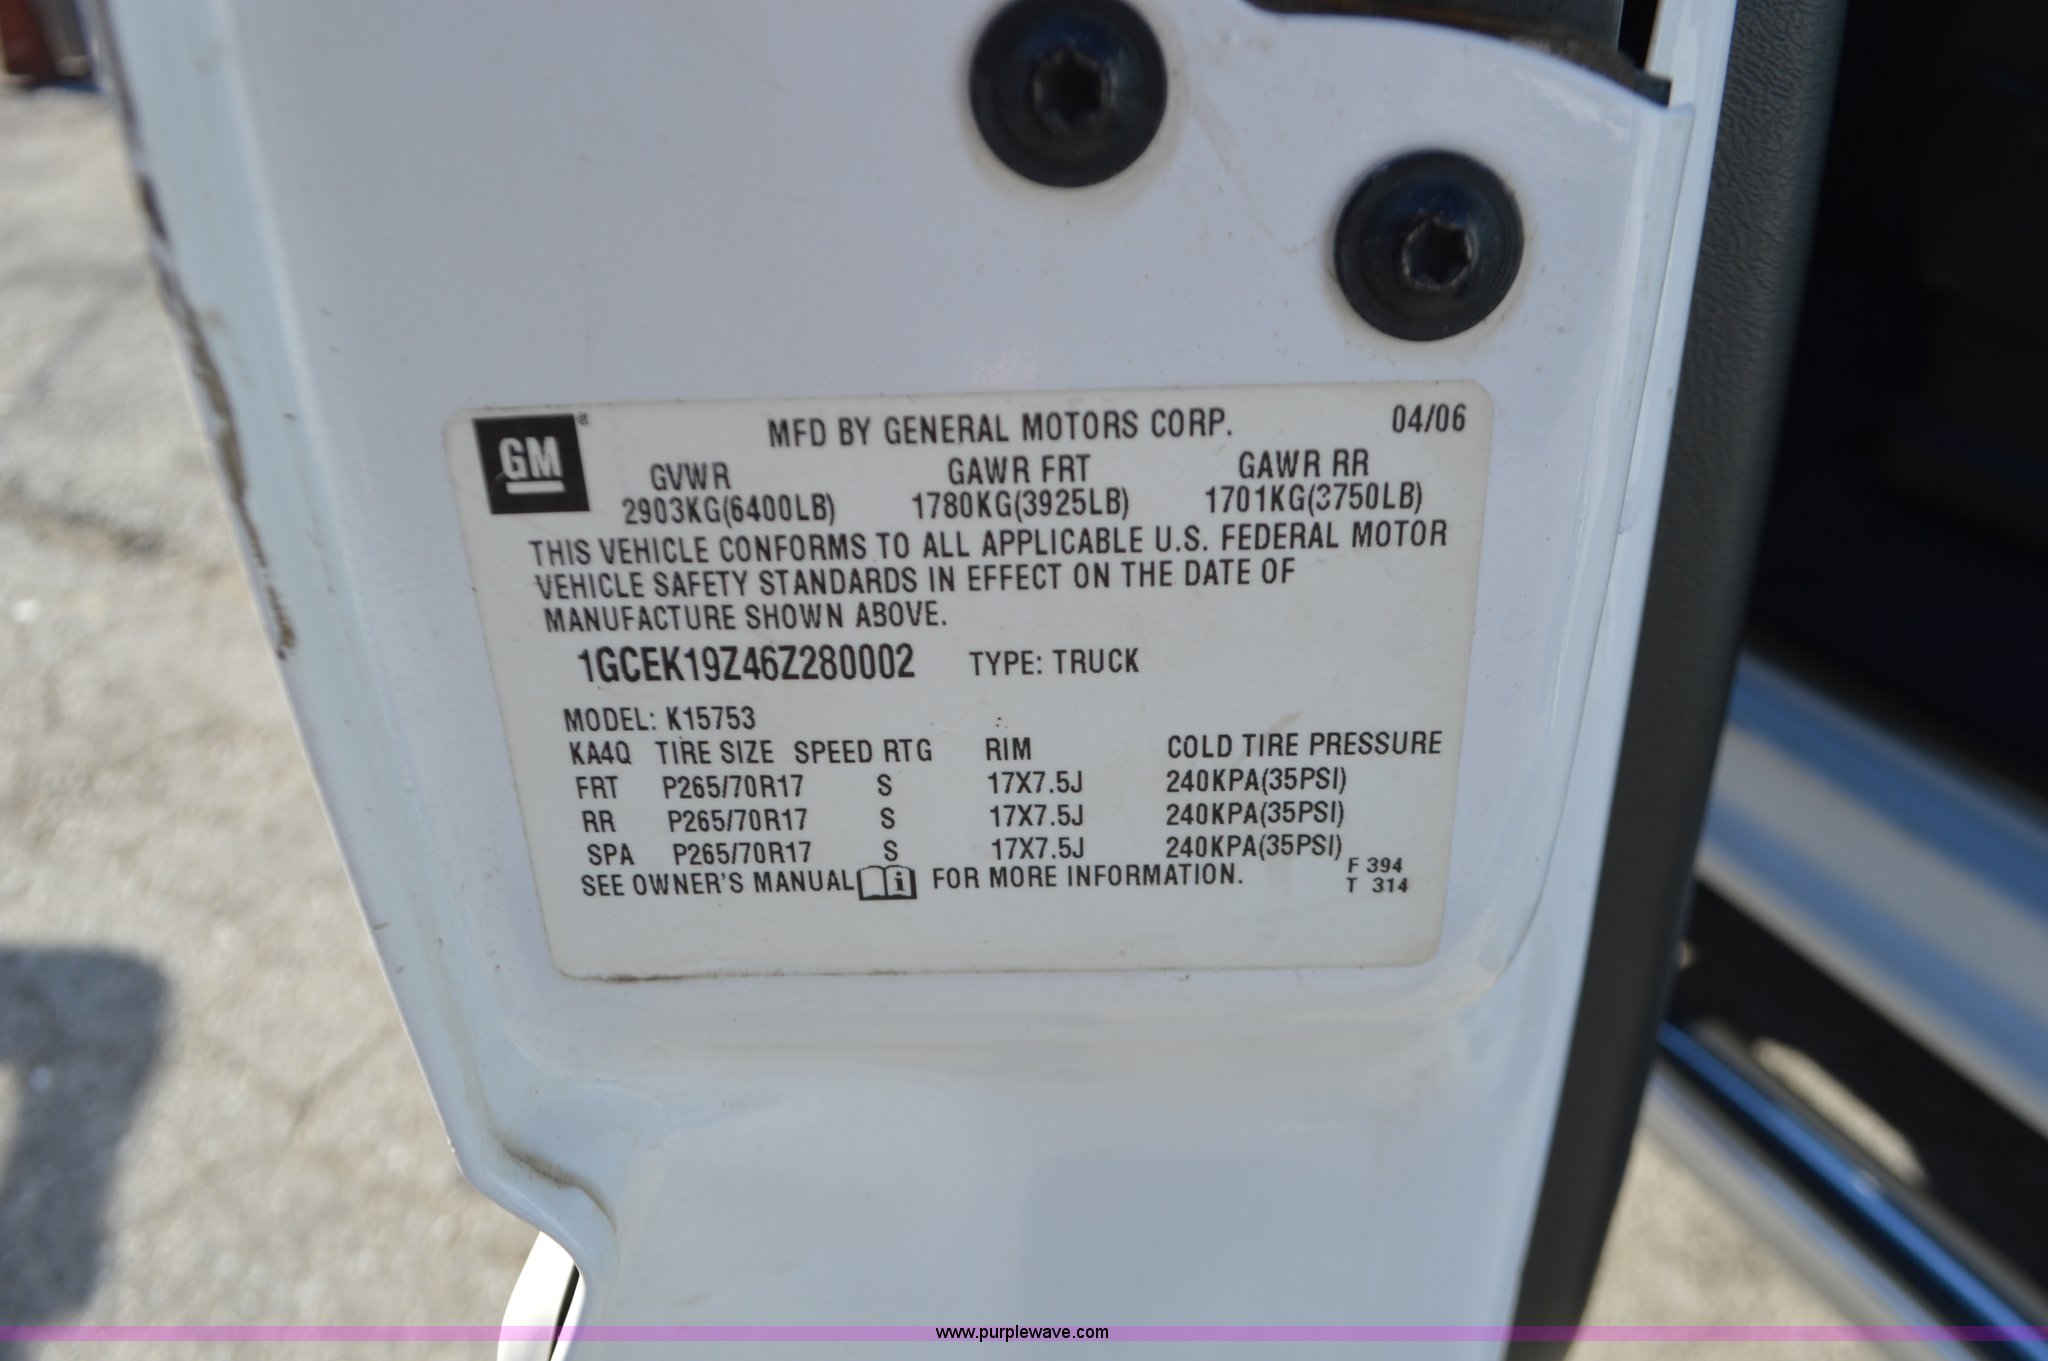 GM®
MFD BY GENERAL MOTORS CORP. 04/06
GVWR GAWR FRT GAWR RR
2903KG(6400LB) 1780KG(3925LB) 1701KG(3750LB)
THIS VEHICLE CONFORMS TO ALL APPLICABLE U.S. FEDERAL MOTOR
VEHICLE SAFETY STANDARDS IN EFFECT ON THE DATE OF
MANUFACTURE SHOWN ABOVE.
1GCEK19Z46Z280002 TYPE: TRUCK
MODEL: K15753
KA4Q TIRE SIZE SPEED RTG RIM COLD TIRE PRESSURE
FRT P265/70R17 S 17X7.5J 240KPA(35PSI)
RR P265/70R17 S 17X7.5J 240KPA(35PSI)
SPA P265/70R17 S 17X7.5J 240KPA(35PSI)
SEE OWNER'S MANUAL i FOR MORE INFORMATION.
F 394
T 314
www.purplewave.com